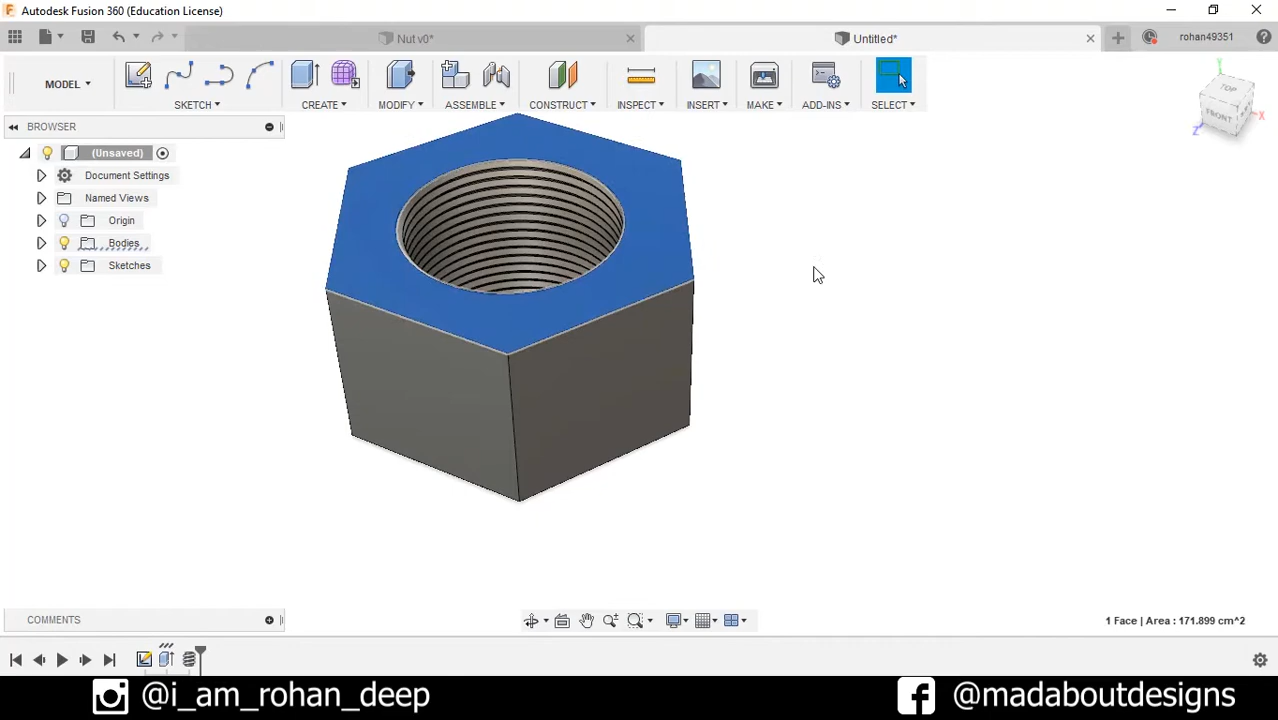 Autodesk Fusion 360 (Education License)
Nut v0*
Untitled*
rohan49351
MODEL
SKETCH
CREATE
MODIFY
ASSEMBLE
CONSTRUCT
INSPECT
INSERT
MAKE
ADD-INS
SELECT
TOP
FRONT
Y
X
Z
BROWSER
(Unsaved)
Document Settings
Named Views
Origin
Bodies
Sketches
COMMENTS
1 Face | Area : 171.899 cm^2
@i_am_rohan_deep
@madaboutdesigns